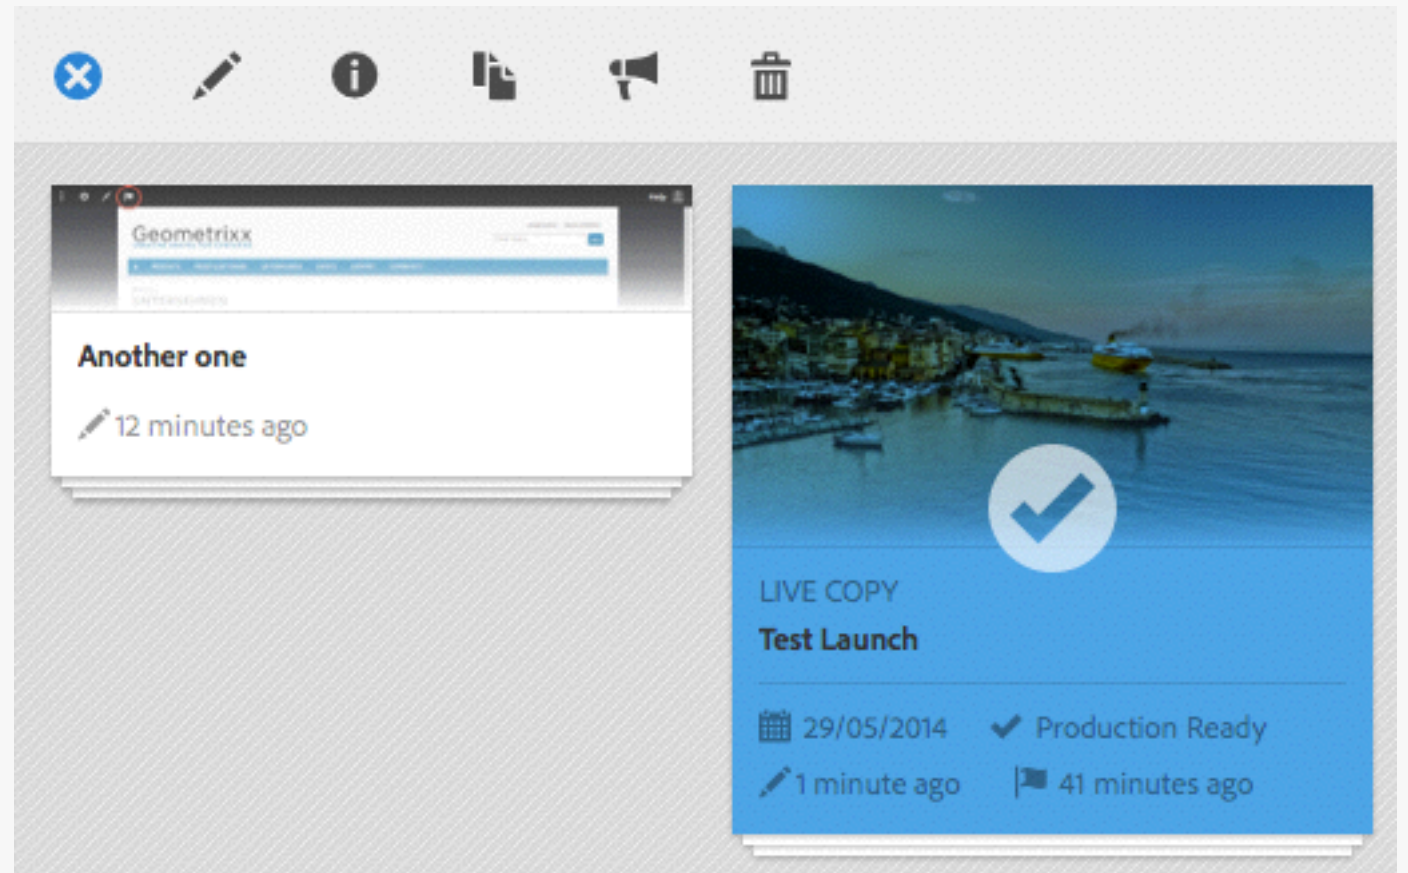 Geometrixx
Another one
12 minutes ago
LIVE COPY
Test Launch
29/05/2014
Production Ready
1 minute ago
41 minutes ago